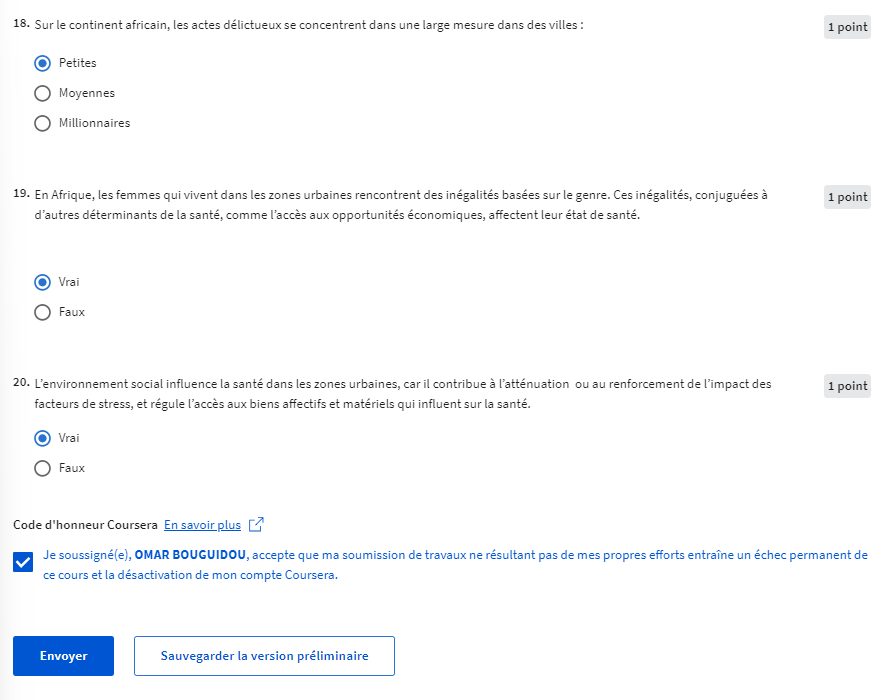 18. Sur le continent africain, les actes délictueux se concentrent dans une large mesure dans des villes :
1 point
Petites
Moyennes
Millionnaires
19. En Afrique, les femmes qui vivent dans les zones urbaines rencontrent des inégalités basées sur le genre. Ces inégalités, conjuguées à
1 point
d'autres déterminants de la santé, comme l'accès aux opportunités économiques, affectent leur état de santé.
Vrai
Faux
20. L'environnement social influence la santé dans les zones urbaines, car il contribue à l'atténuation ou au renforcement de l'impact des
1 point
facteurs de stress, et régule l'accès aux biens affectifs et matériels qui influent sur la santé.
Vrai
Faux
Code d'honneur Coursera En savoir plus
Je soussigné(e), OMAR BOUGUIDOU, accepte que ma soumission de travaux ne résultant pas de mes propres efforts entraîne un échec permanent de
ce cours et la désactivation de mon compte Coursera.
Envoyer
Sauvegarder la version préliminaire